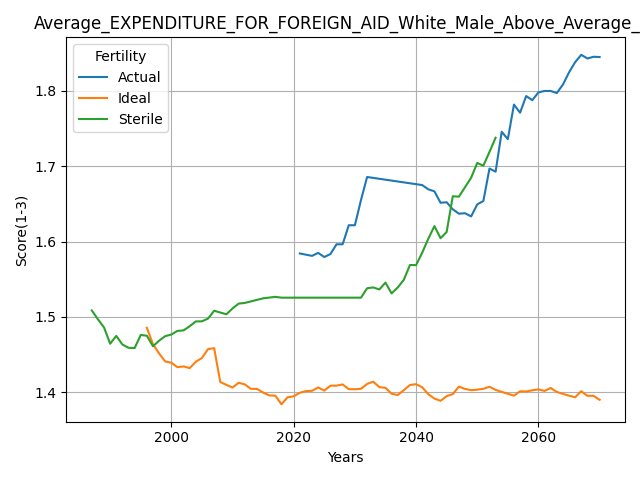 Average_EXPENDITURE_FOR_FOREIGN_AID_White_Male_Above_Average_
Fertility
Actual
Ideal
Sterile
Score(1-3)
1.8
1.7
1.6
1.5
1.4
2000 2020 2040 2060
Years